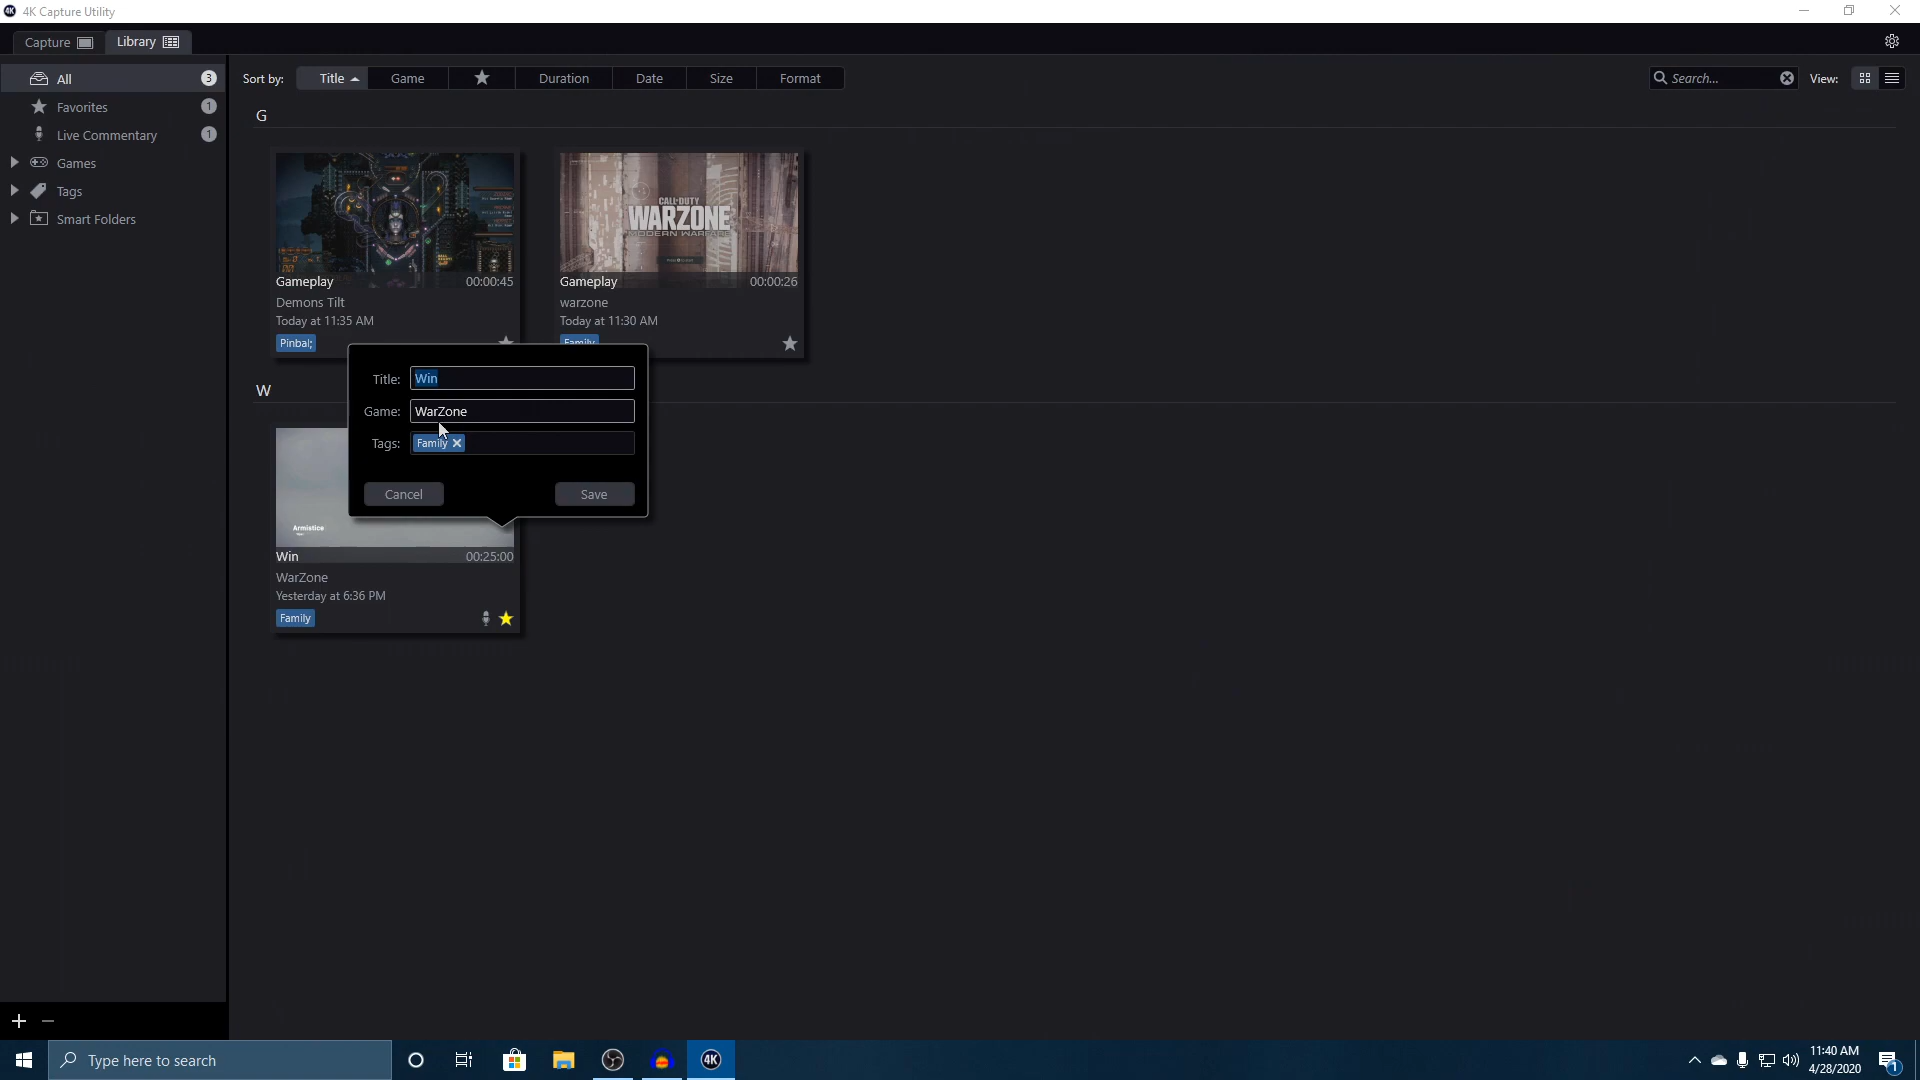 4K 4K Capture Utility
Capture
Library
All 3
Favorites 1
Live Commentary 1
Games
Tags
Smart Folders
Sort by: Title Game Duration Date Size Format
Search...
View:
G
CALL·DUTY
WARZONE
MODERN WARFARE
Gameplay 00:00:45
Demons Tilt
Today at 11:35 AM
Pinbal;
Gameplay 00:00:26
warzone
Today at 11:30 AM
Family
Title: Win
Game: WarZone
Tags: Family
Cancel Save
W
Armistice
Win 00:25:00
WarZone
Yesterday at 6:36 PM
Family
Type here to search
4K
11:40 AM
4/28/2020
1